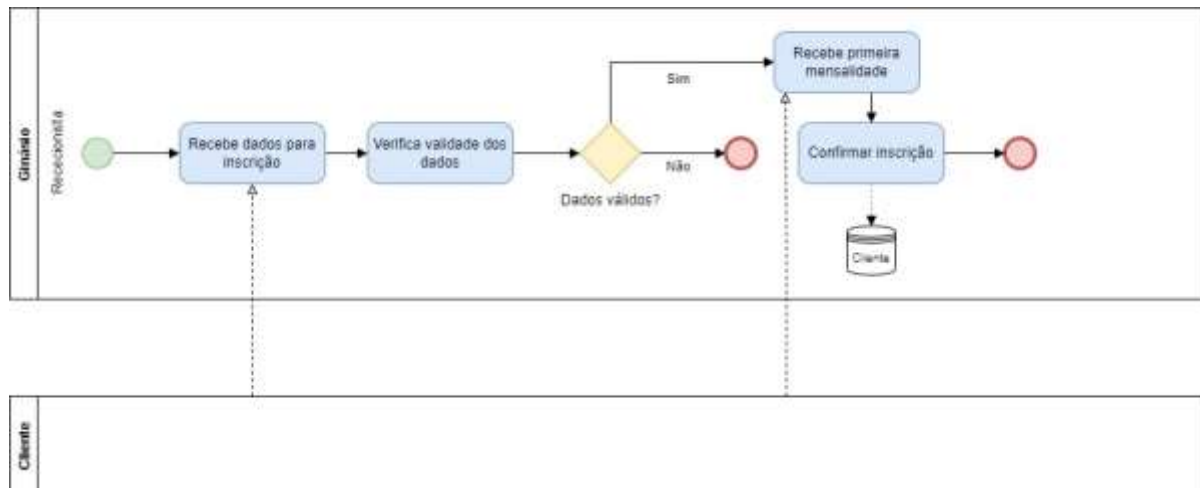 Ginásio
Rececionista
Recebe dados para
inscrição
Verifica validade dos
dados
Dados válidos?
Sim
Não
Recebe primeira
mensalidade
Confirmar inscrição
Cliente
Cliente